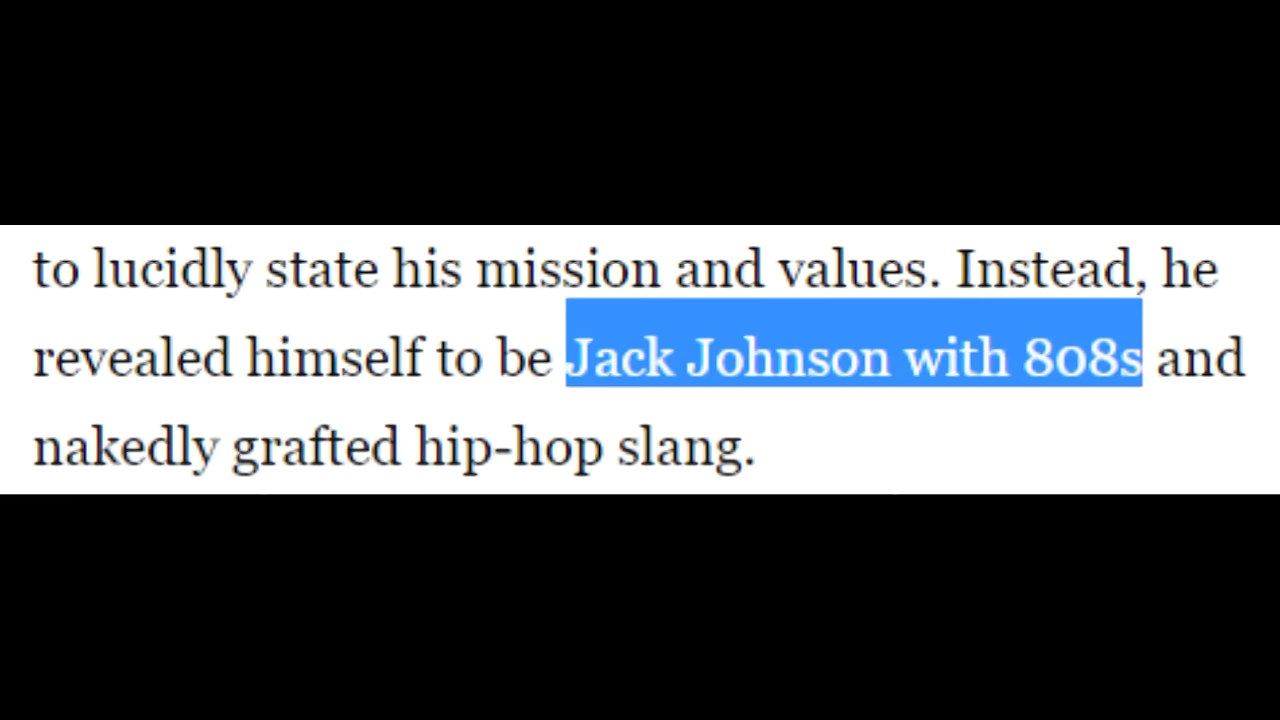 to lucidly state his mission and values. Instead, he
revealed himself to be Jack Johnson with 808s and
nakedly grafted hip-hop slang.